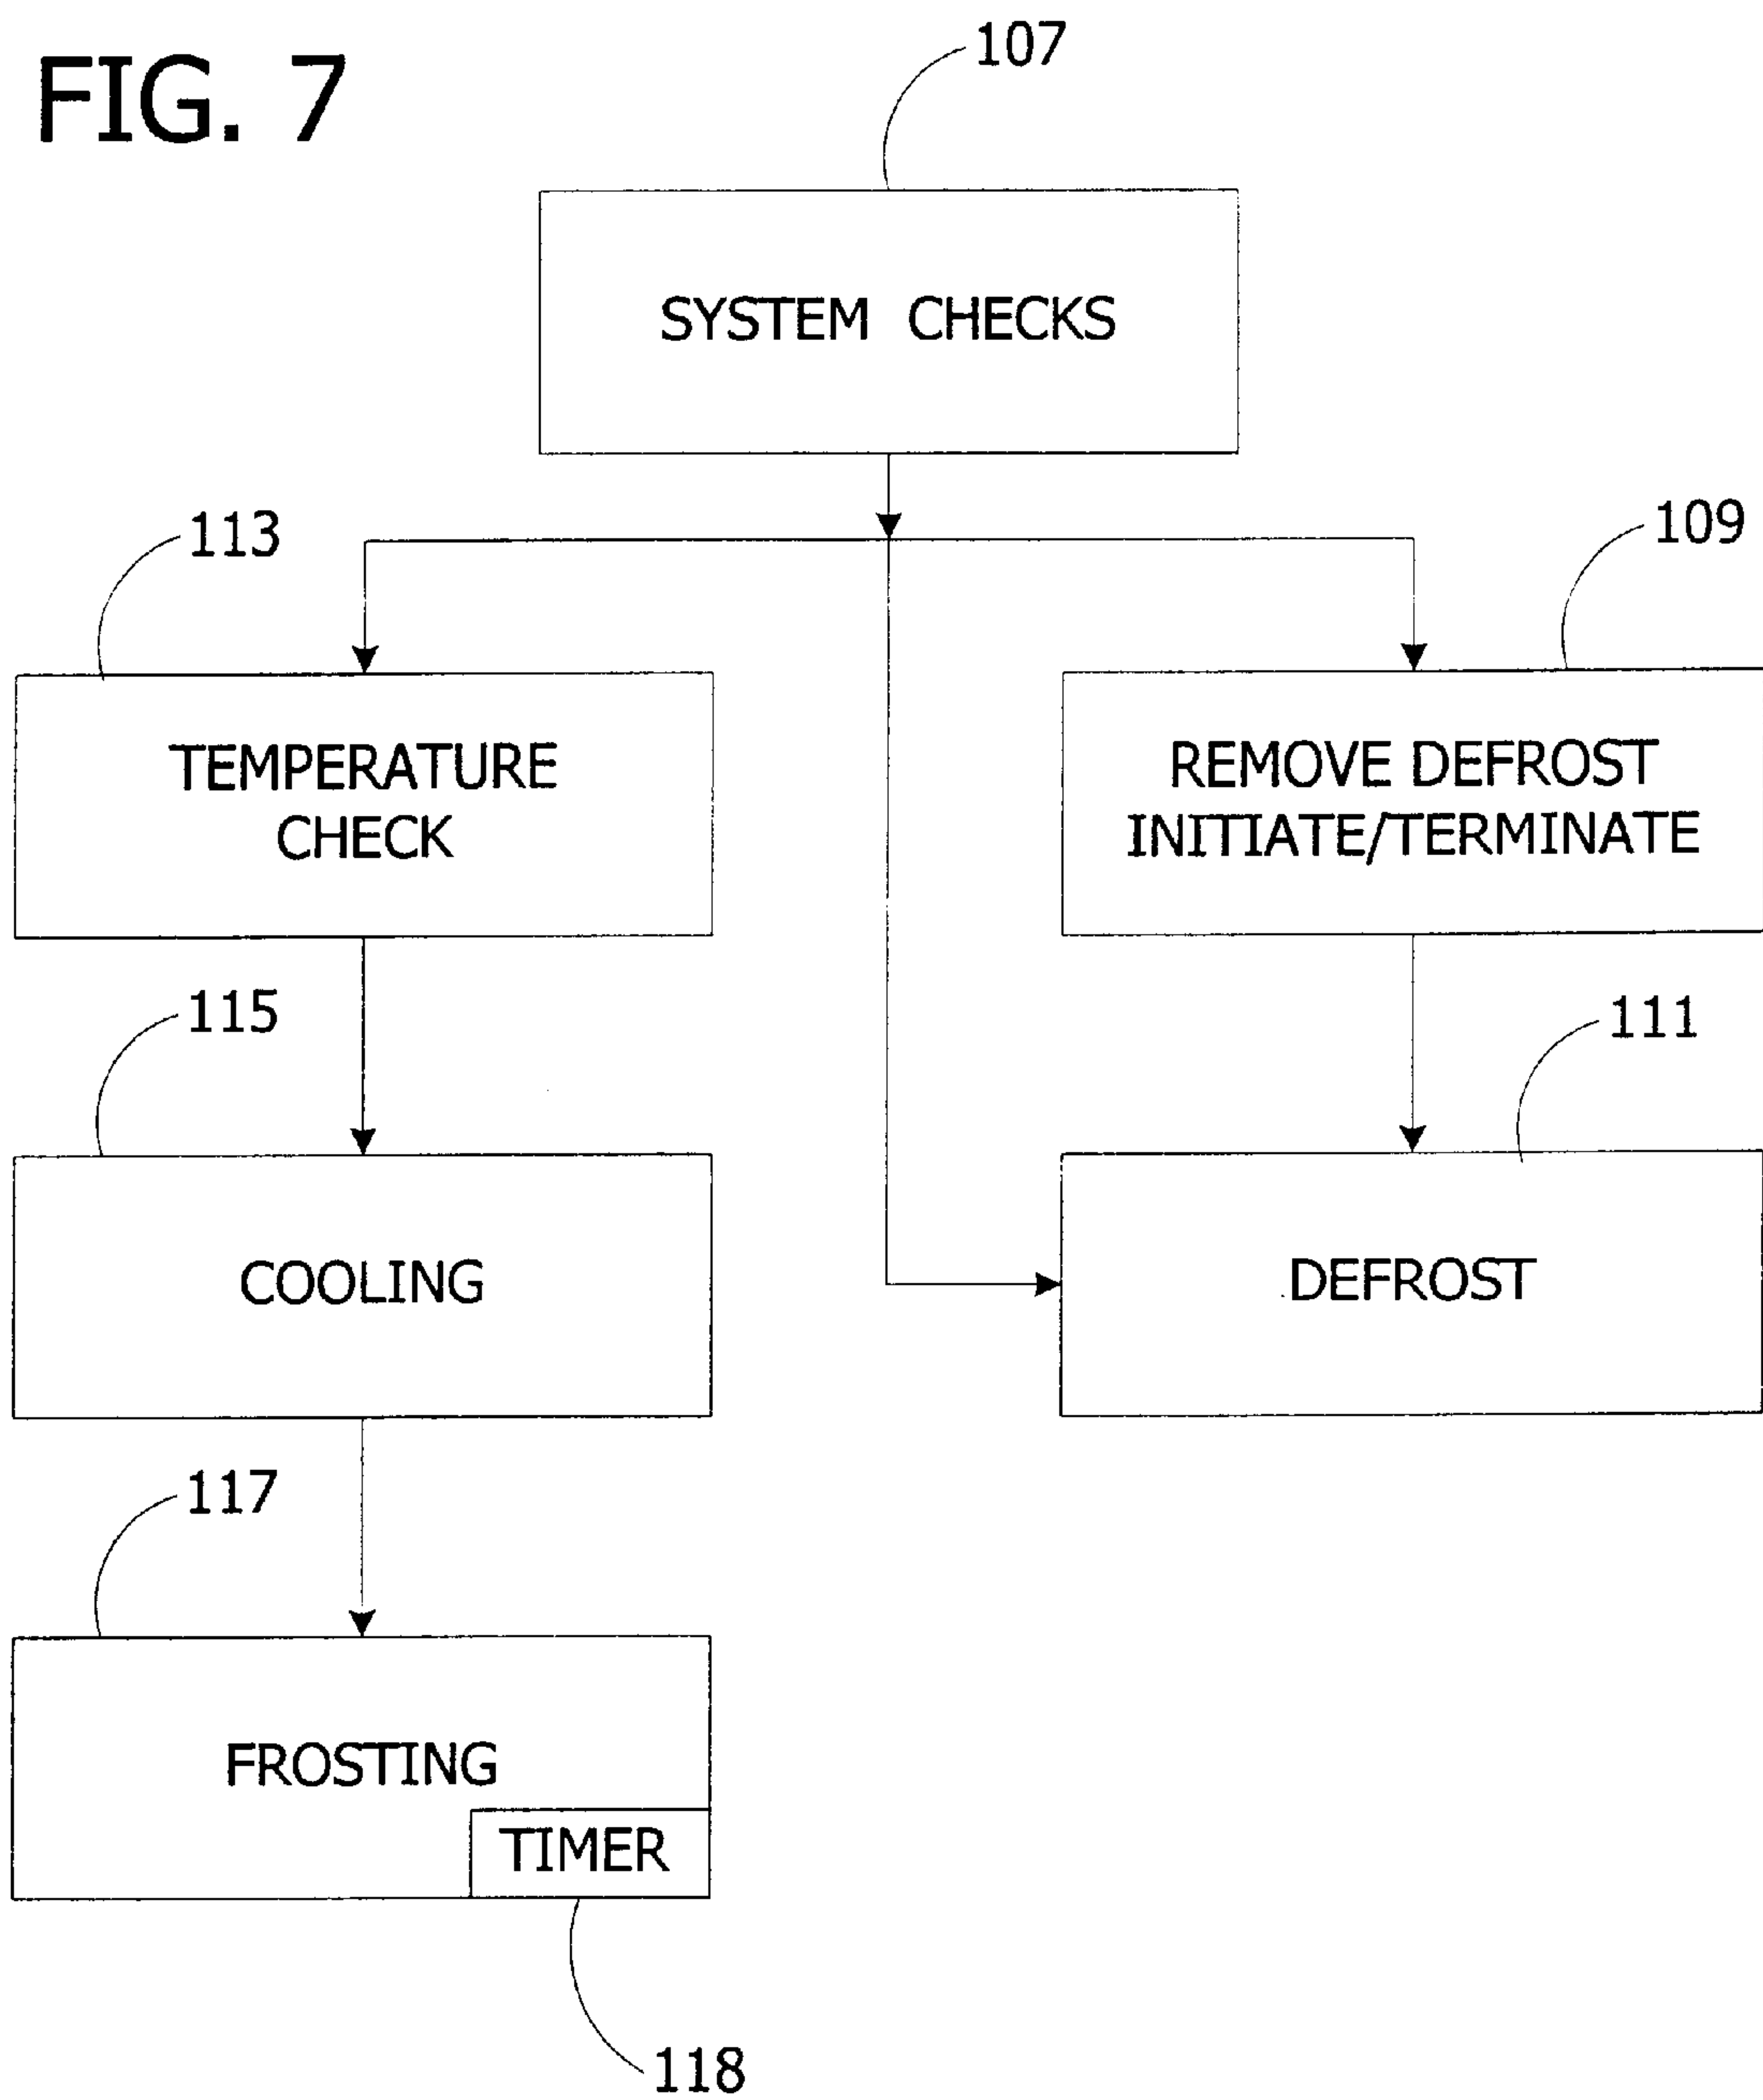 FIG. 7
107
SYSTEM CHECKS
113
109
TEMPERATURE
CHECK
REMOVE DEFROST
INITIATE/TERMINATE
115
111
COOLING
DEFROST
117
FROSTING
TIMER
118